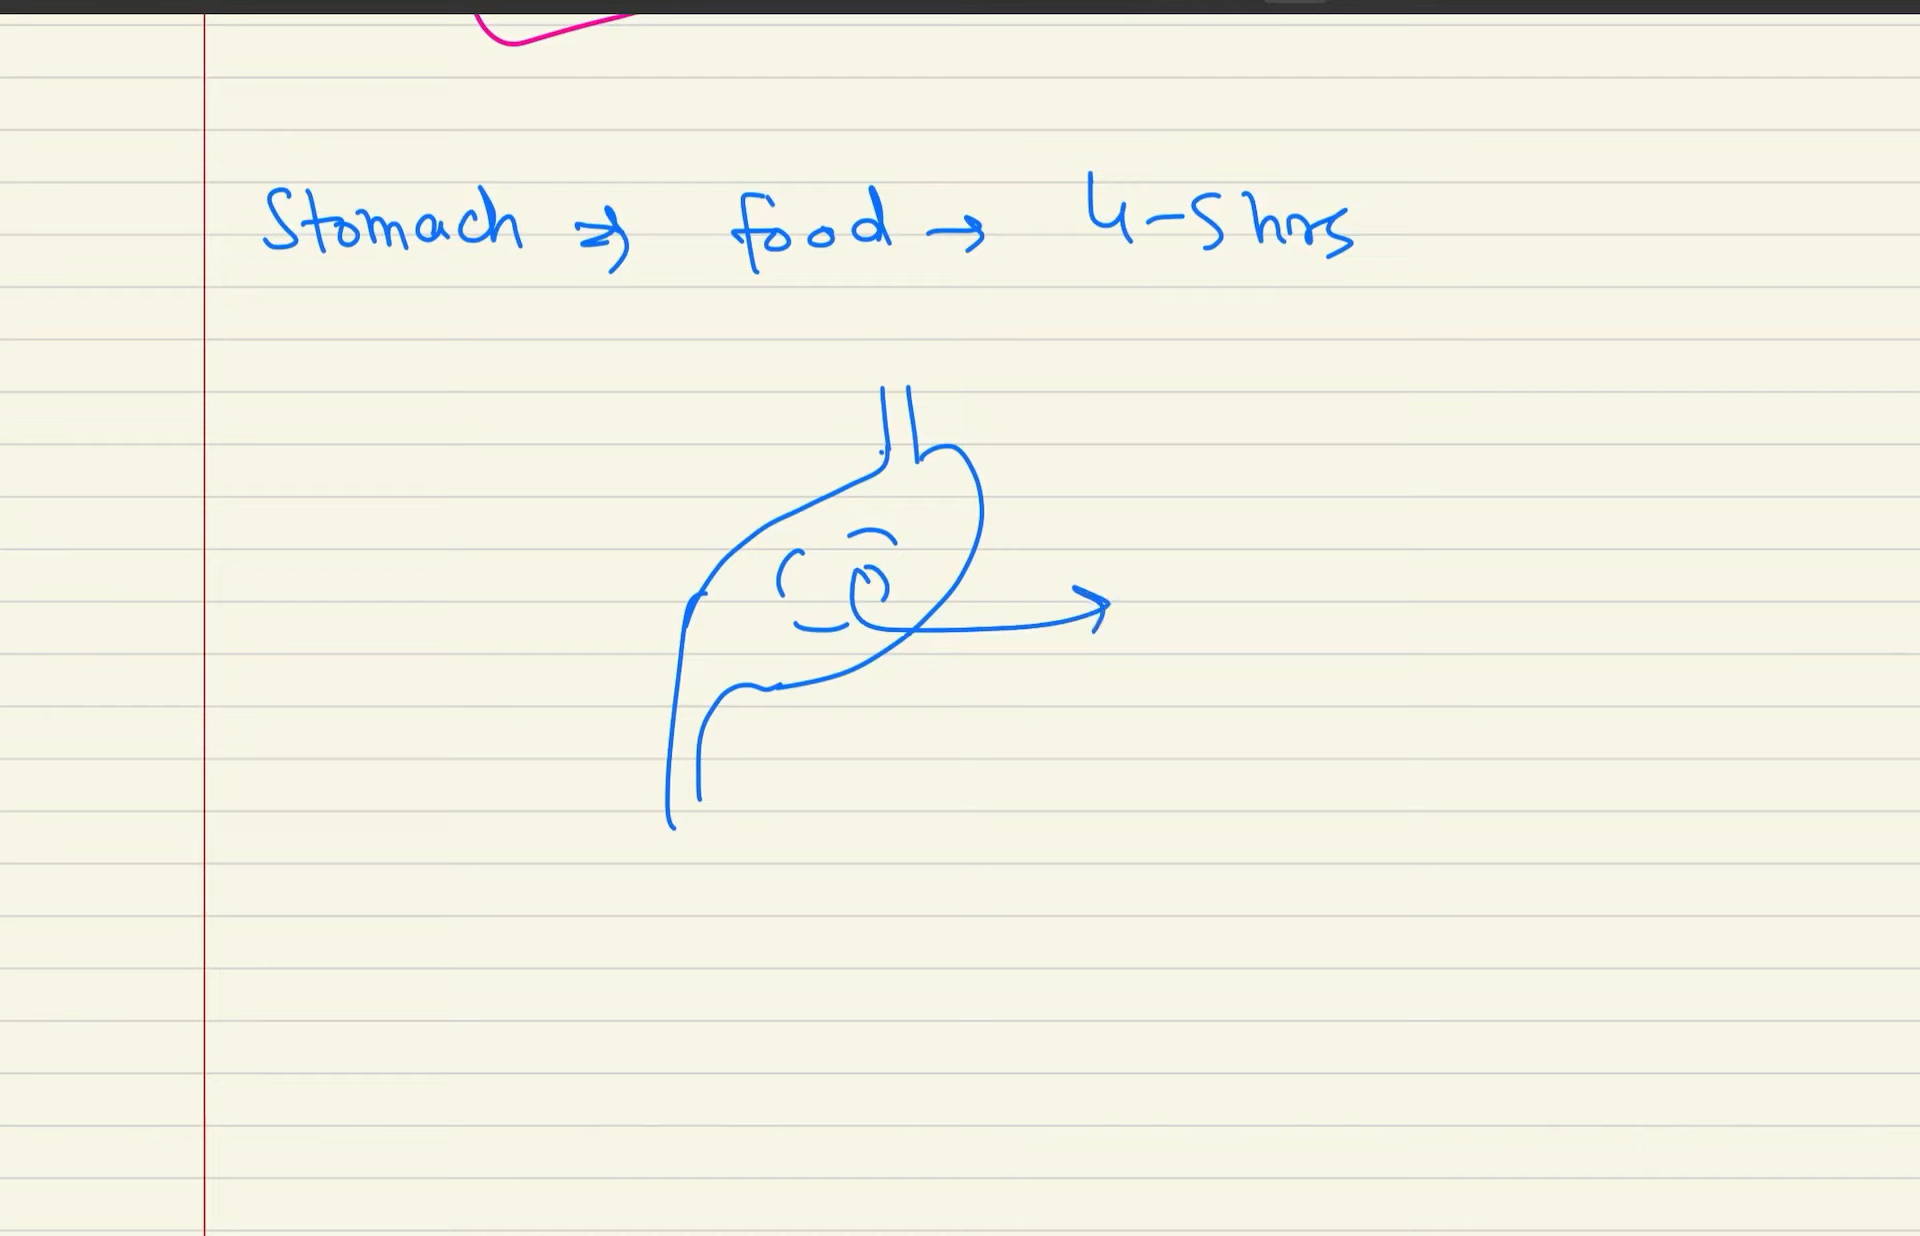 Stomach ⇒ food → 4-5 hrs